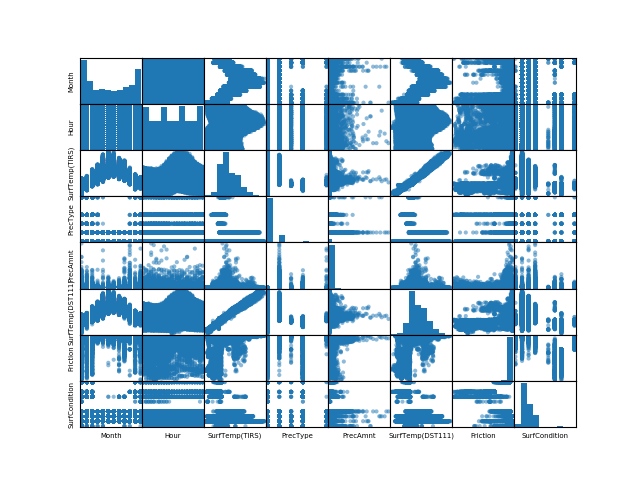 Month
Hour
SurfTemp(TIRS)
PrecType
PrecAmnt
SurfTemp(DST111)
Friction
SurfCondition
Month
Hour
SurfTemp(TIRS)
PrecType
PrecAmnt
SurfTemp(DST111)
Friction
SurfCondition